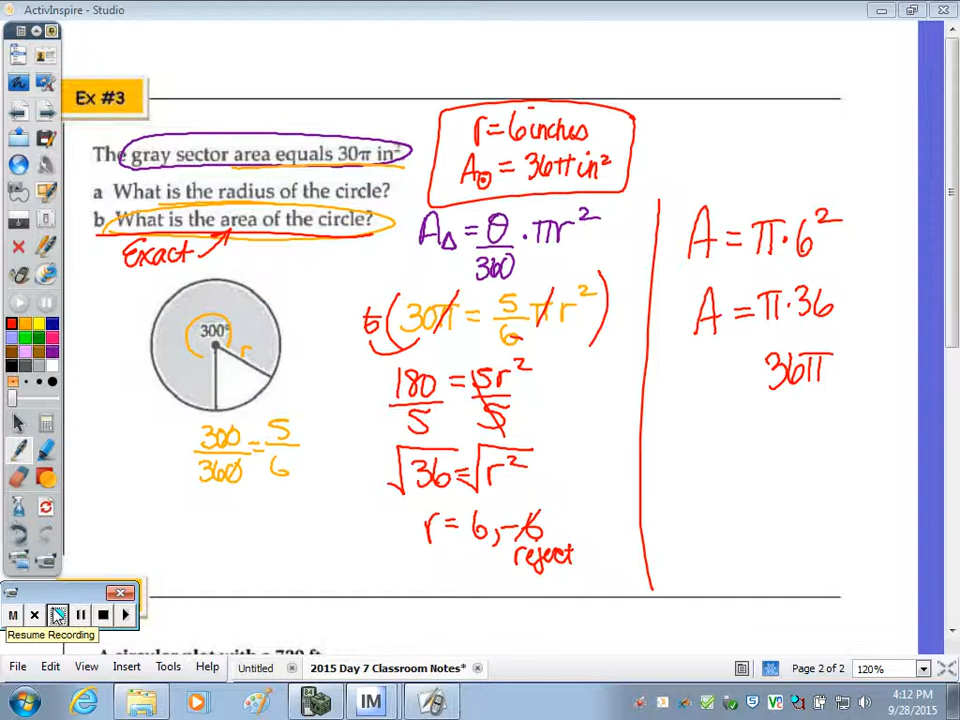 ActivInspire - Studio
Ex #3
The gray sector area equals 30π in²
a What is the radius of the circle?
b What is the area of the circle?
Exact
300°
r
300/360 = 5/6
r = 6 inches
A⊙ = 36π in²
A△ = θ/360 · πr²
6(30π = 5/6 πr²)
180/5 = 5r²/5
√36 = √r²
r = 6, -6
reject
A = π·6²
A = π·36
36π
M
Resume Recording
File Edit View Insert Tools Help Untitled 2015 Day 7 Classroom Notes* Page 2 of 2 120%
IM
4:12 PM
9/28/2015